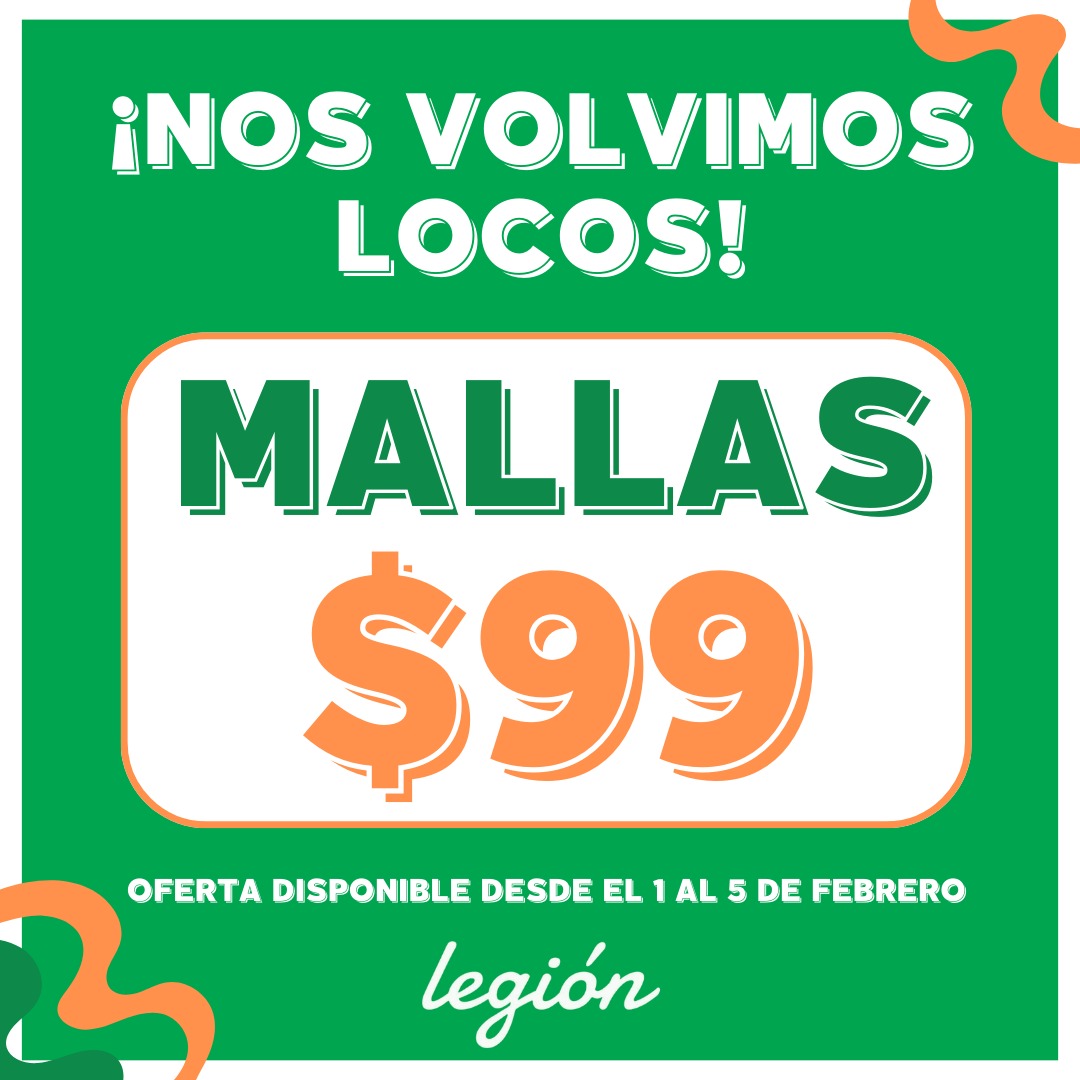 ¡NOS VOLVIMOS
LOCOS!
MALLAS
$99
OFERTA DISPONIBLE DESDE EL 1 AL 5 DE FEBRERO
legión